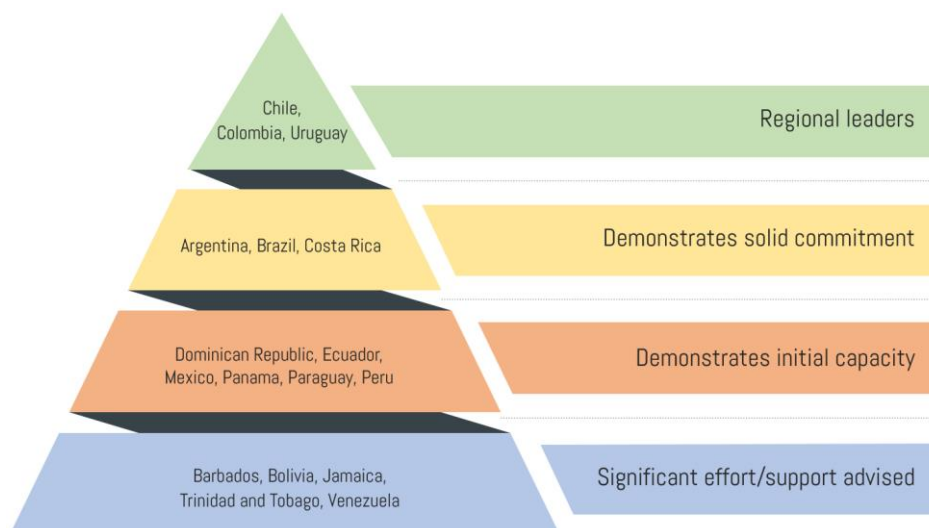 Chile,
Colombia, Uruguay
Regional leaders
Argentina, Brazil, Costa Rica
Demonstrates solid commitment
Dominican Republic, Ecuador,
Mexico, Panama, Paraguay, Peru
Demonstrates initial capacity
Barbados, Bolivia, Jamaica,
Trinidad and Tobago, Venezuela
Significant effort/support advised